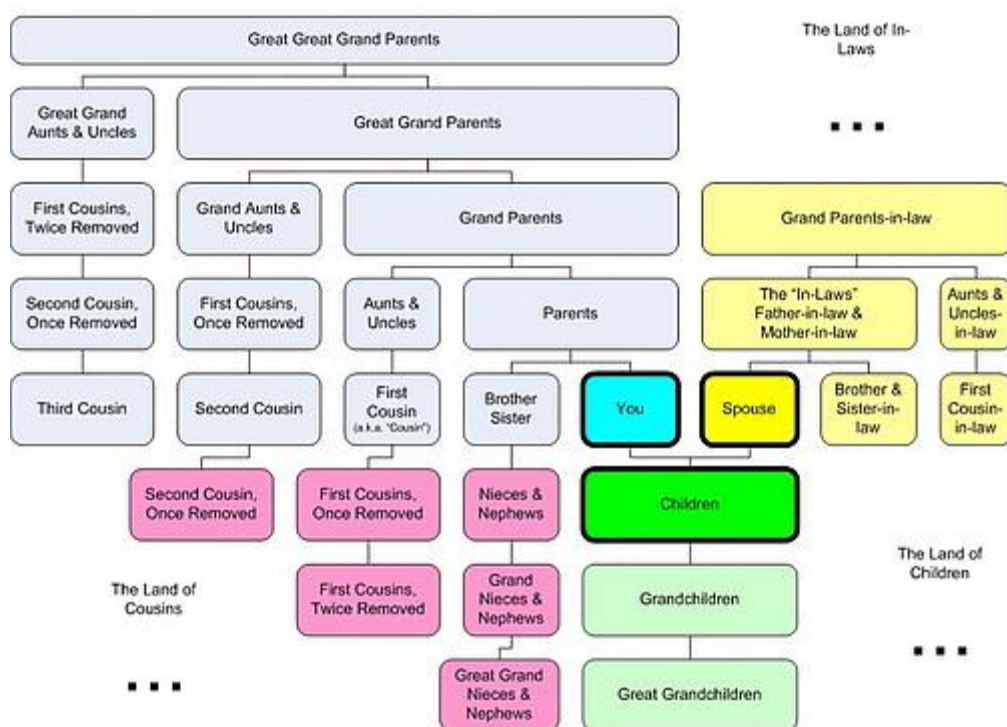 Great Great Grand Parents
The Land of In-
Laws
Great Grand
Aunts & Uncles
Great Grand Parents
...
First Cousins,
Twice Removed
Grand Aunts &
Uncles
Grand Parents
Grand Parents-in-law
Second Cousin,
Once Removed
First Cousins,
Once Removed
Aunts &
Uncles
Parents
The “In-Laws”
Father-in-law &
Mother-in-law
Aunts &
Uncles-
in-law
Third Cousin
Second Cousin
First
Cousin
(a.k.a. “Cousin”)
Brother
Sister
You
Spouse
Brother &
Sister-in-
law
First
Cousin-
in-law
Second Cousin,
Once Removed
First Cousins,
Once Removed
Nieces &
Nephews
Children
The Land of
Cousins
First Cousins,
Twice Removed
Grand
Nieces &
Nephews
Grandchildren
The Land of
Children
...
Great Grand
Nieces &
Nephews
Great Grandchildren
...